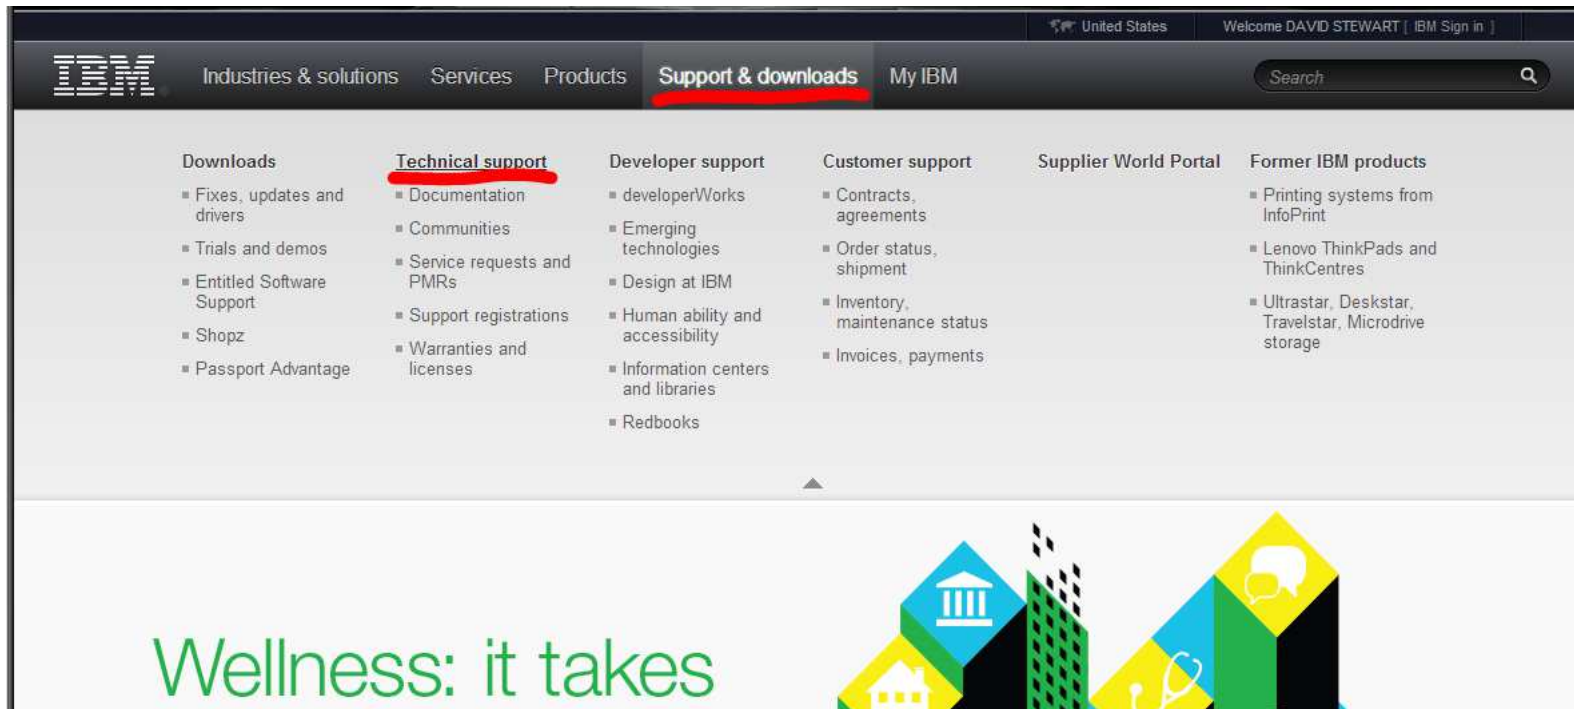 United States
Welcome DAVID STEWART [ IBM Sign in ]
IBM
Industries & solutions
Services
Products
Support & downloads
My IBM
Search
Downloads
Fixes, updates and
drivers
Trials and demos
Entitled Software
Support
Shopz
Passport Advantage
Technical support
Documentation
Communities
Service requests and
PMRs
Support registrations
Warranties and
licenses
Developer support
developerWorks
Emerging
technologies
Design at IBM
Human ability and
accessibility
Information centers
and libraries
Redbooks
Customer support
Contracts,
agreements
Order status,
shipment
Inventory,
maintenance status
Invoices, payments
Supplier World Portal
Former IBM products
Printing systems from
InfoPrint
Lenovo ThinkPads and
ThinkCentres
Ultrastar, Deskstar,
Travelstar, Microdrive
storage
Wellness: it takes